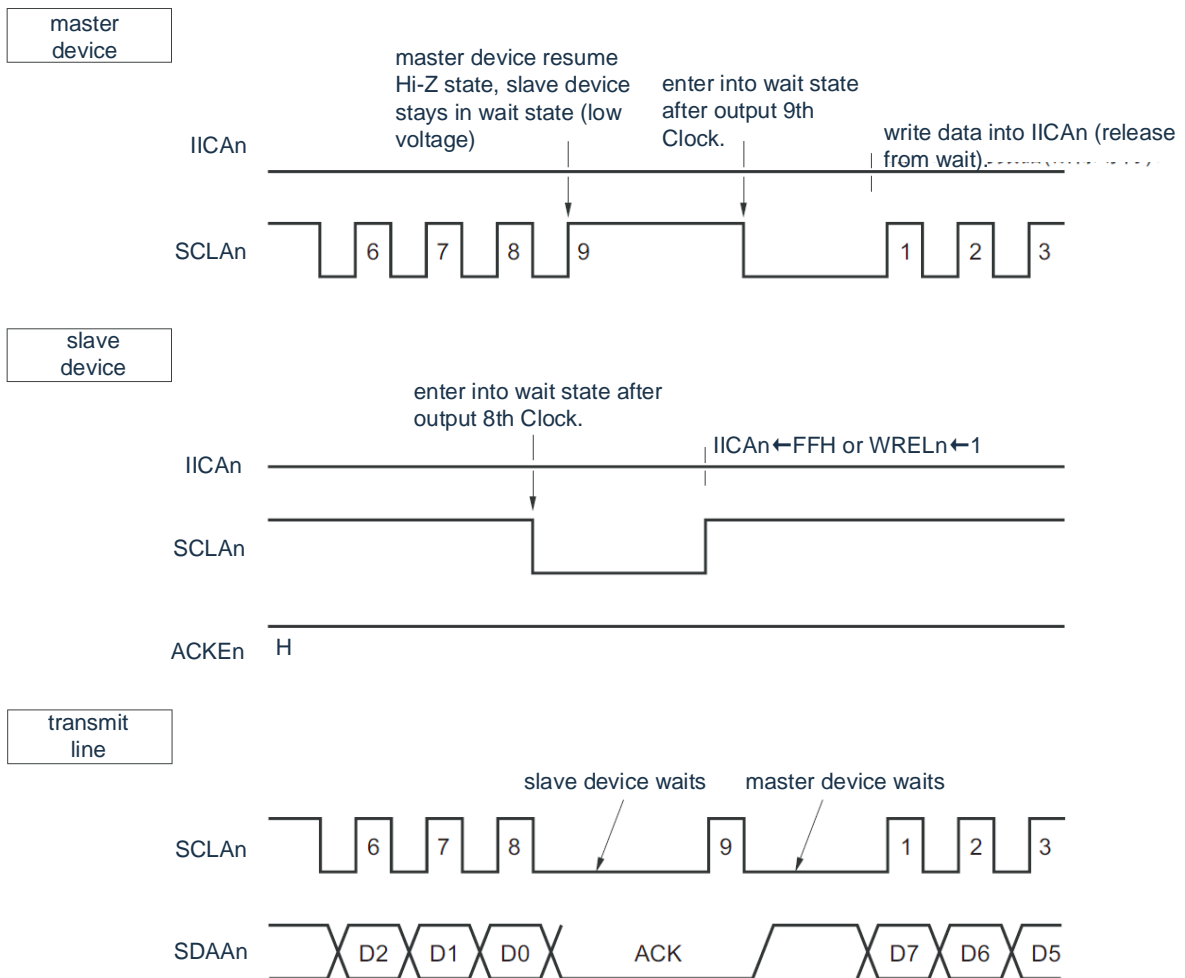 master
device
master device resume
Hi-Z state, slave device
stays in wait state (low
voltage)
enter into wait state
after output 9th
Clock.
write data into IICAn (release
from wait).
IICAn
SCLAn
6 7 8 9 1 2 3
slave
device
enter into wait state after
output 8th Clock.
IICAn←FFH or WRELn←1
IICAn
SCLAn
ACKEn H
transmit
line
slave device waits master device waits
SCLAn 6 7 8 9 1 2 3
SDAAn D2 D1 D0 ACK D7 D6 D5